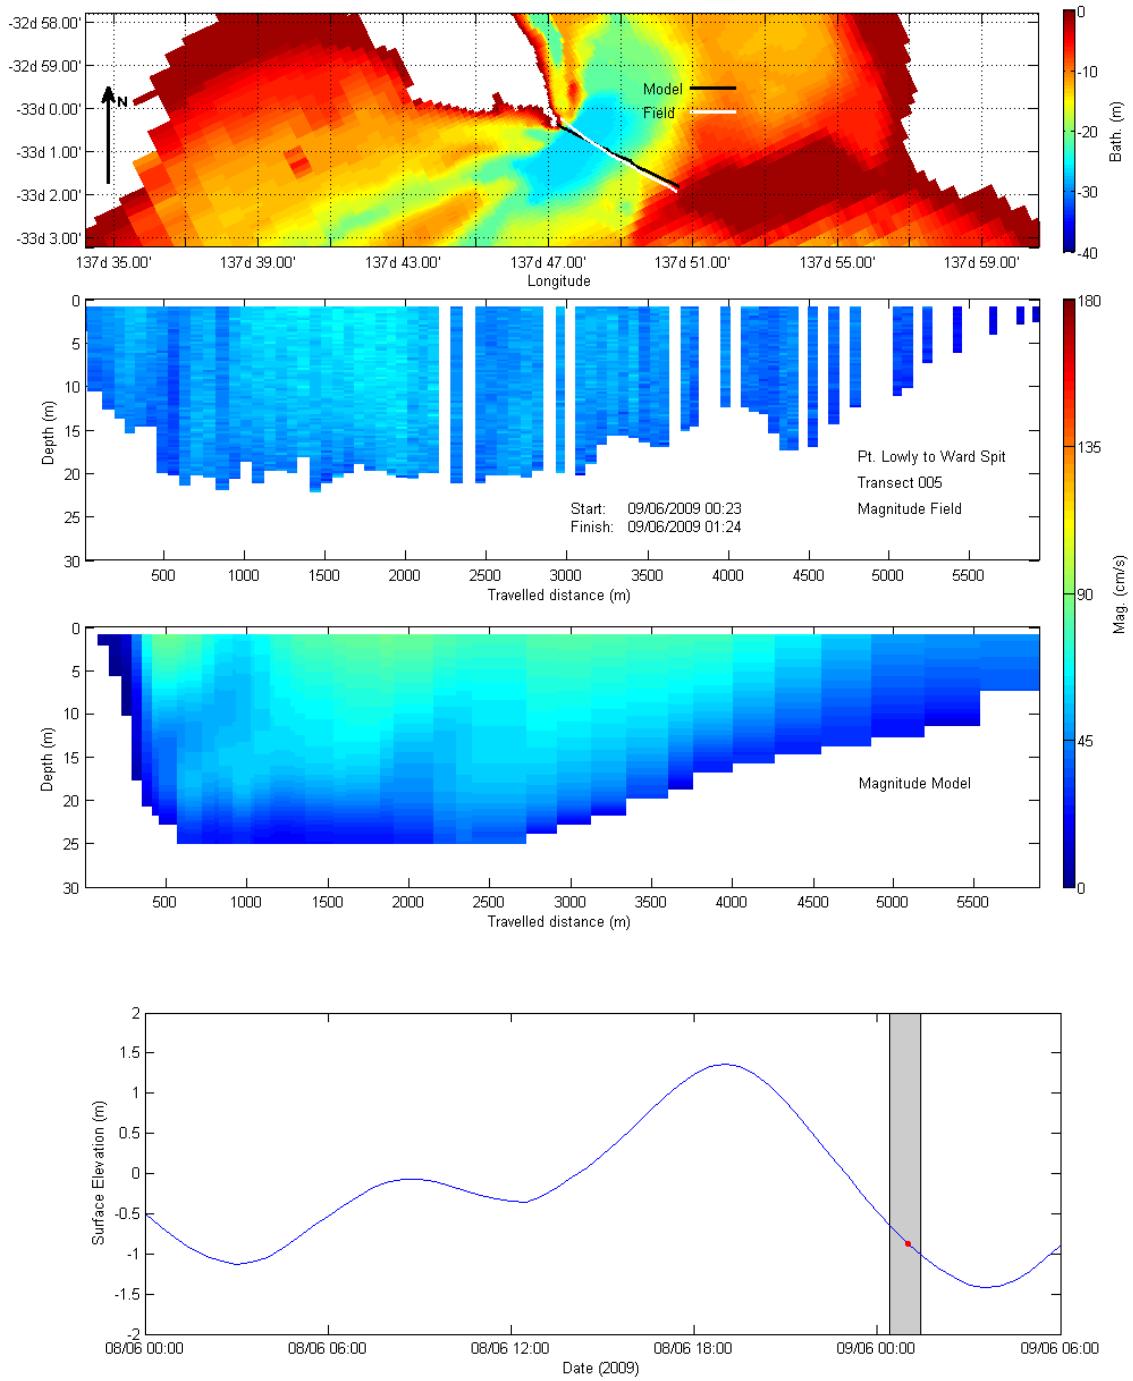 -32d 58.00'
-32d 59.00'
-33d 0.00'
-33d 1.00'
-33d 2.00'
-33d 3.00'
N
Model
Field
137d 35.00' 137d 39.00' 137d 43.00' 137d 47.00' 137d 51.00' 137d 55.00' 137d 59.00'
Longitude
0
-10
-20
-30
-40
Bath. (m)
0
5
10
15
20
25
30
Depth (m)
Pt. Lowly to Ward Spit
Transect 005
Magnitude Field
Start: 09/06/2009 00:23
Finish: 09/06/2009 01:24
500 1000 1500 2000 2500 3000 3500 4000 4500 5000 5500
Travelled distance (m)
180
135
90
45
0
Mag. (cm/s)
0
5
10
15
20
25
30
Depth (m)
Magnitude Model
500 1000 1500 2000 2500 3000 3500 4000 4500 5000 5500
Travelled distance (m)
2
1.5
1
0.5
0
-0.5
-1
-1.5
-2
Surface Elevation (m)
08/06 00:00 08/06 06:00 08/06 12:00 08/06 18:00 09/06 00:00 09/06 06:00
Date (2009)